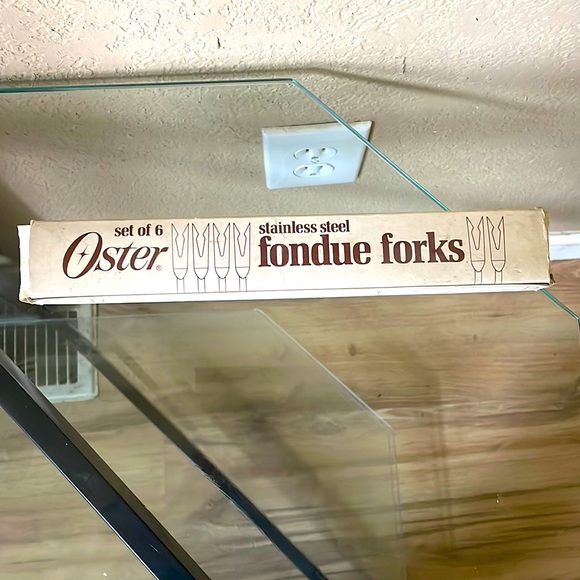 set of 6
Oster®
stainless steel
fondue forks